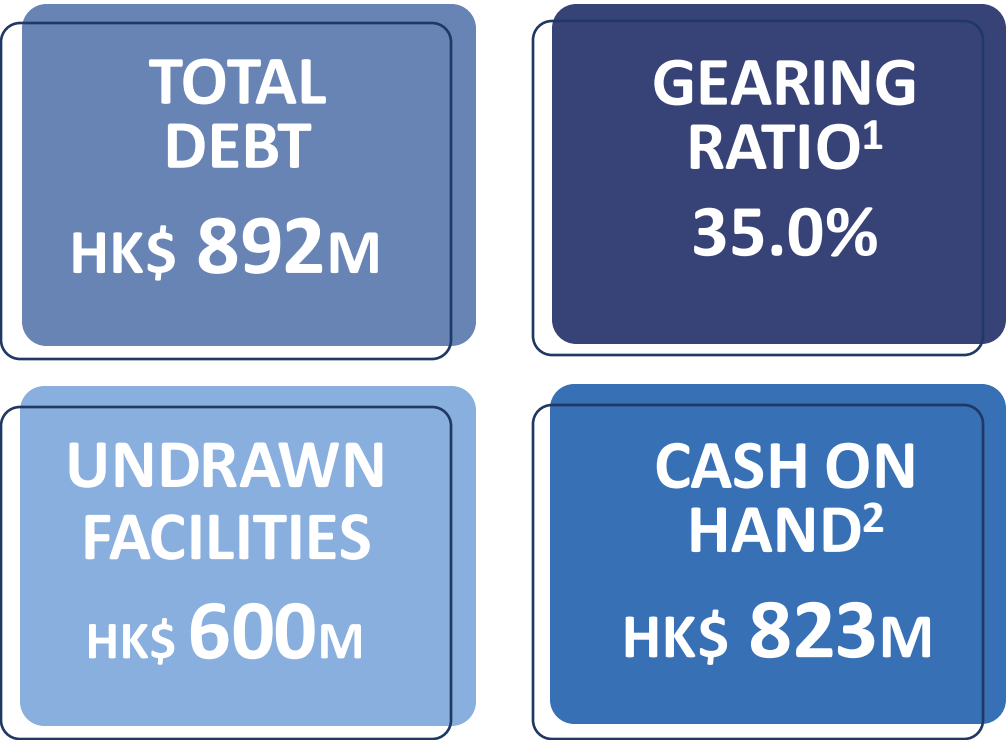 TOTAL
DEBT
HK$ 892M
GEARING
RATIO¹
35.0%
UNDRAWN
FACILITIES
HK$ 600M
CASH ON
HAND²
HK$ 823M